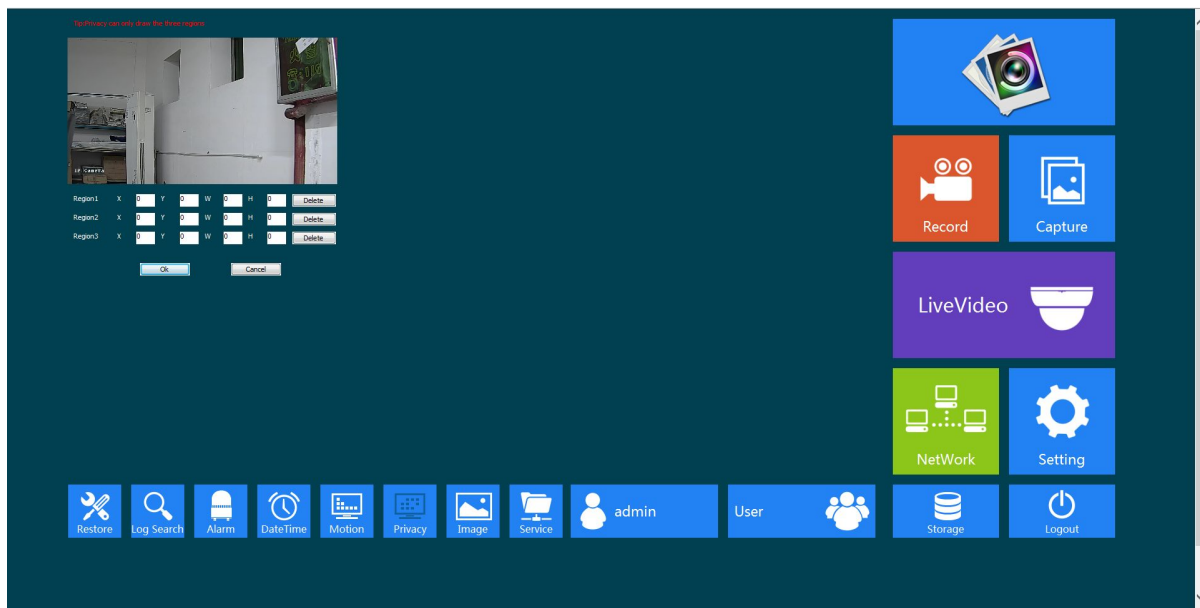 Tip:Privacy can only draw the three regions
IP Camera
Region1 X 0 Y 0 W 0 H 0 Delete
Region2 X 0 Y 0 W 0 H 0 Delete
Region3 X 0 Y 0 W 0 H 0 Delete
Ok Cancel
Record Capture
LiveVideo
NetWork Setting
Restore Log Search Alarm DateTime Motion Privacy Image Service admin User Storage Logout